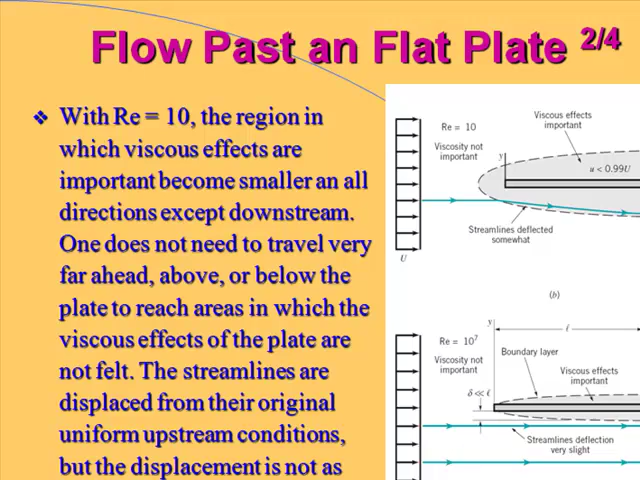 Flow Past an Flat Plate 2/4
❖ With Re = 10, the region in
which viscous effects are
important become smaller an all
directions except downstream.
One does not need to travel very
far ahead, above, or below the
plate to reach areas in which the
viscous effects of the plate are
not felt. The streamlines are
displaced from their original
uniform upstream conditions,
but the displacement is not as
Re = 10
Viscous effects
important
Viscosity not
important
y
u < 0.99U
Streamlines deflected
somewhat
U
(b)
y
ℓ
Re = 10⁷
Viscosity not
important
Boundary layer
Viscous effects
important
δ ≪ ℓ
Streamlines deflection
very slight